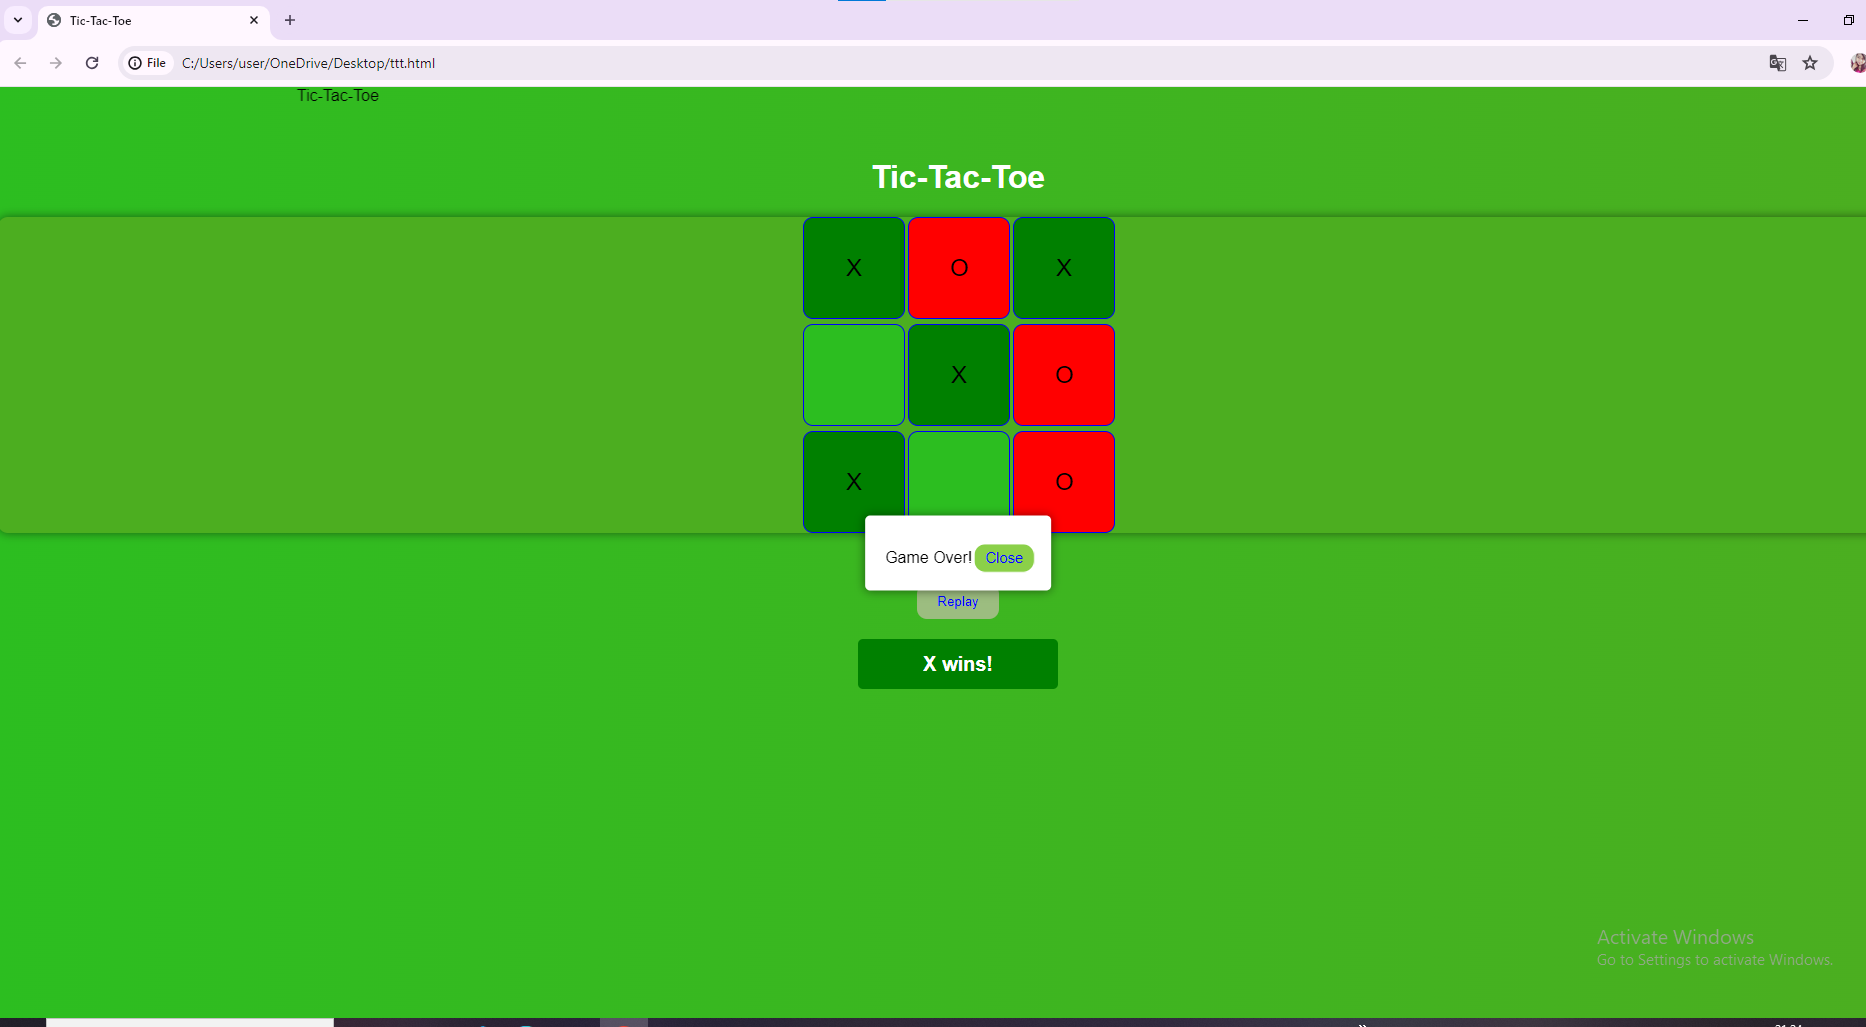 Tic-Tac-Toe
File C:/Users/user/OneDrive/Desktop/ttt.html
Tic-Tac-Toe
Tic-Tac-Toe
X O X
X O
X O
Game Over! Close
Replay
X wins!
Activate Windows
Go to Settings to activate Windows.